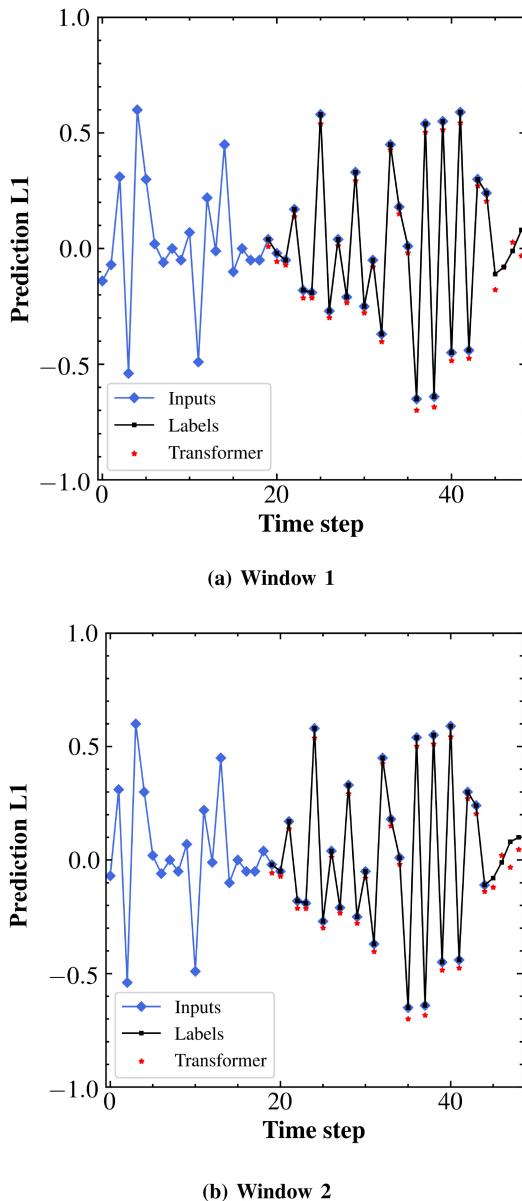 1.0
0.5
0.0
−0.5
−1.0
Prediction L1
Inputs
Labels
Transformer
0 20 40
Time step
(a) Window 1
1.0
0.5
0.0
−0.5
−1.0
Prediction L1
Inputs
Labels
Transformer
0 20 40
Time step
(b) Window 2